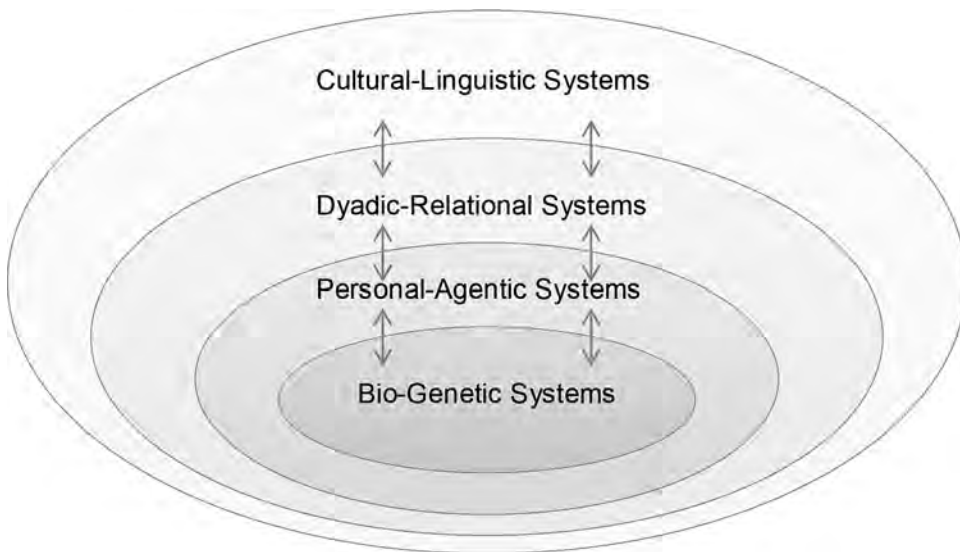 Cultural-Linguistic Systems
Dyadic-Relational Systems
Personal-Agentic Systems
Bio-Genetic Systems